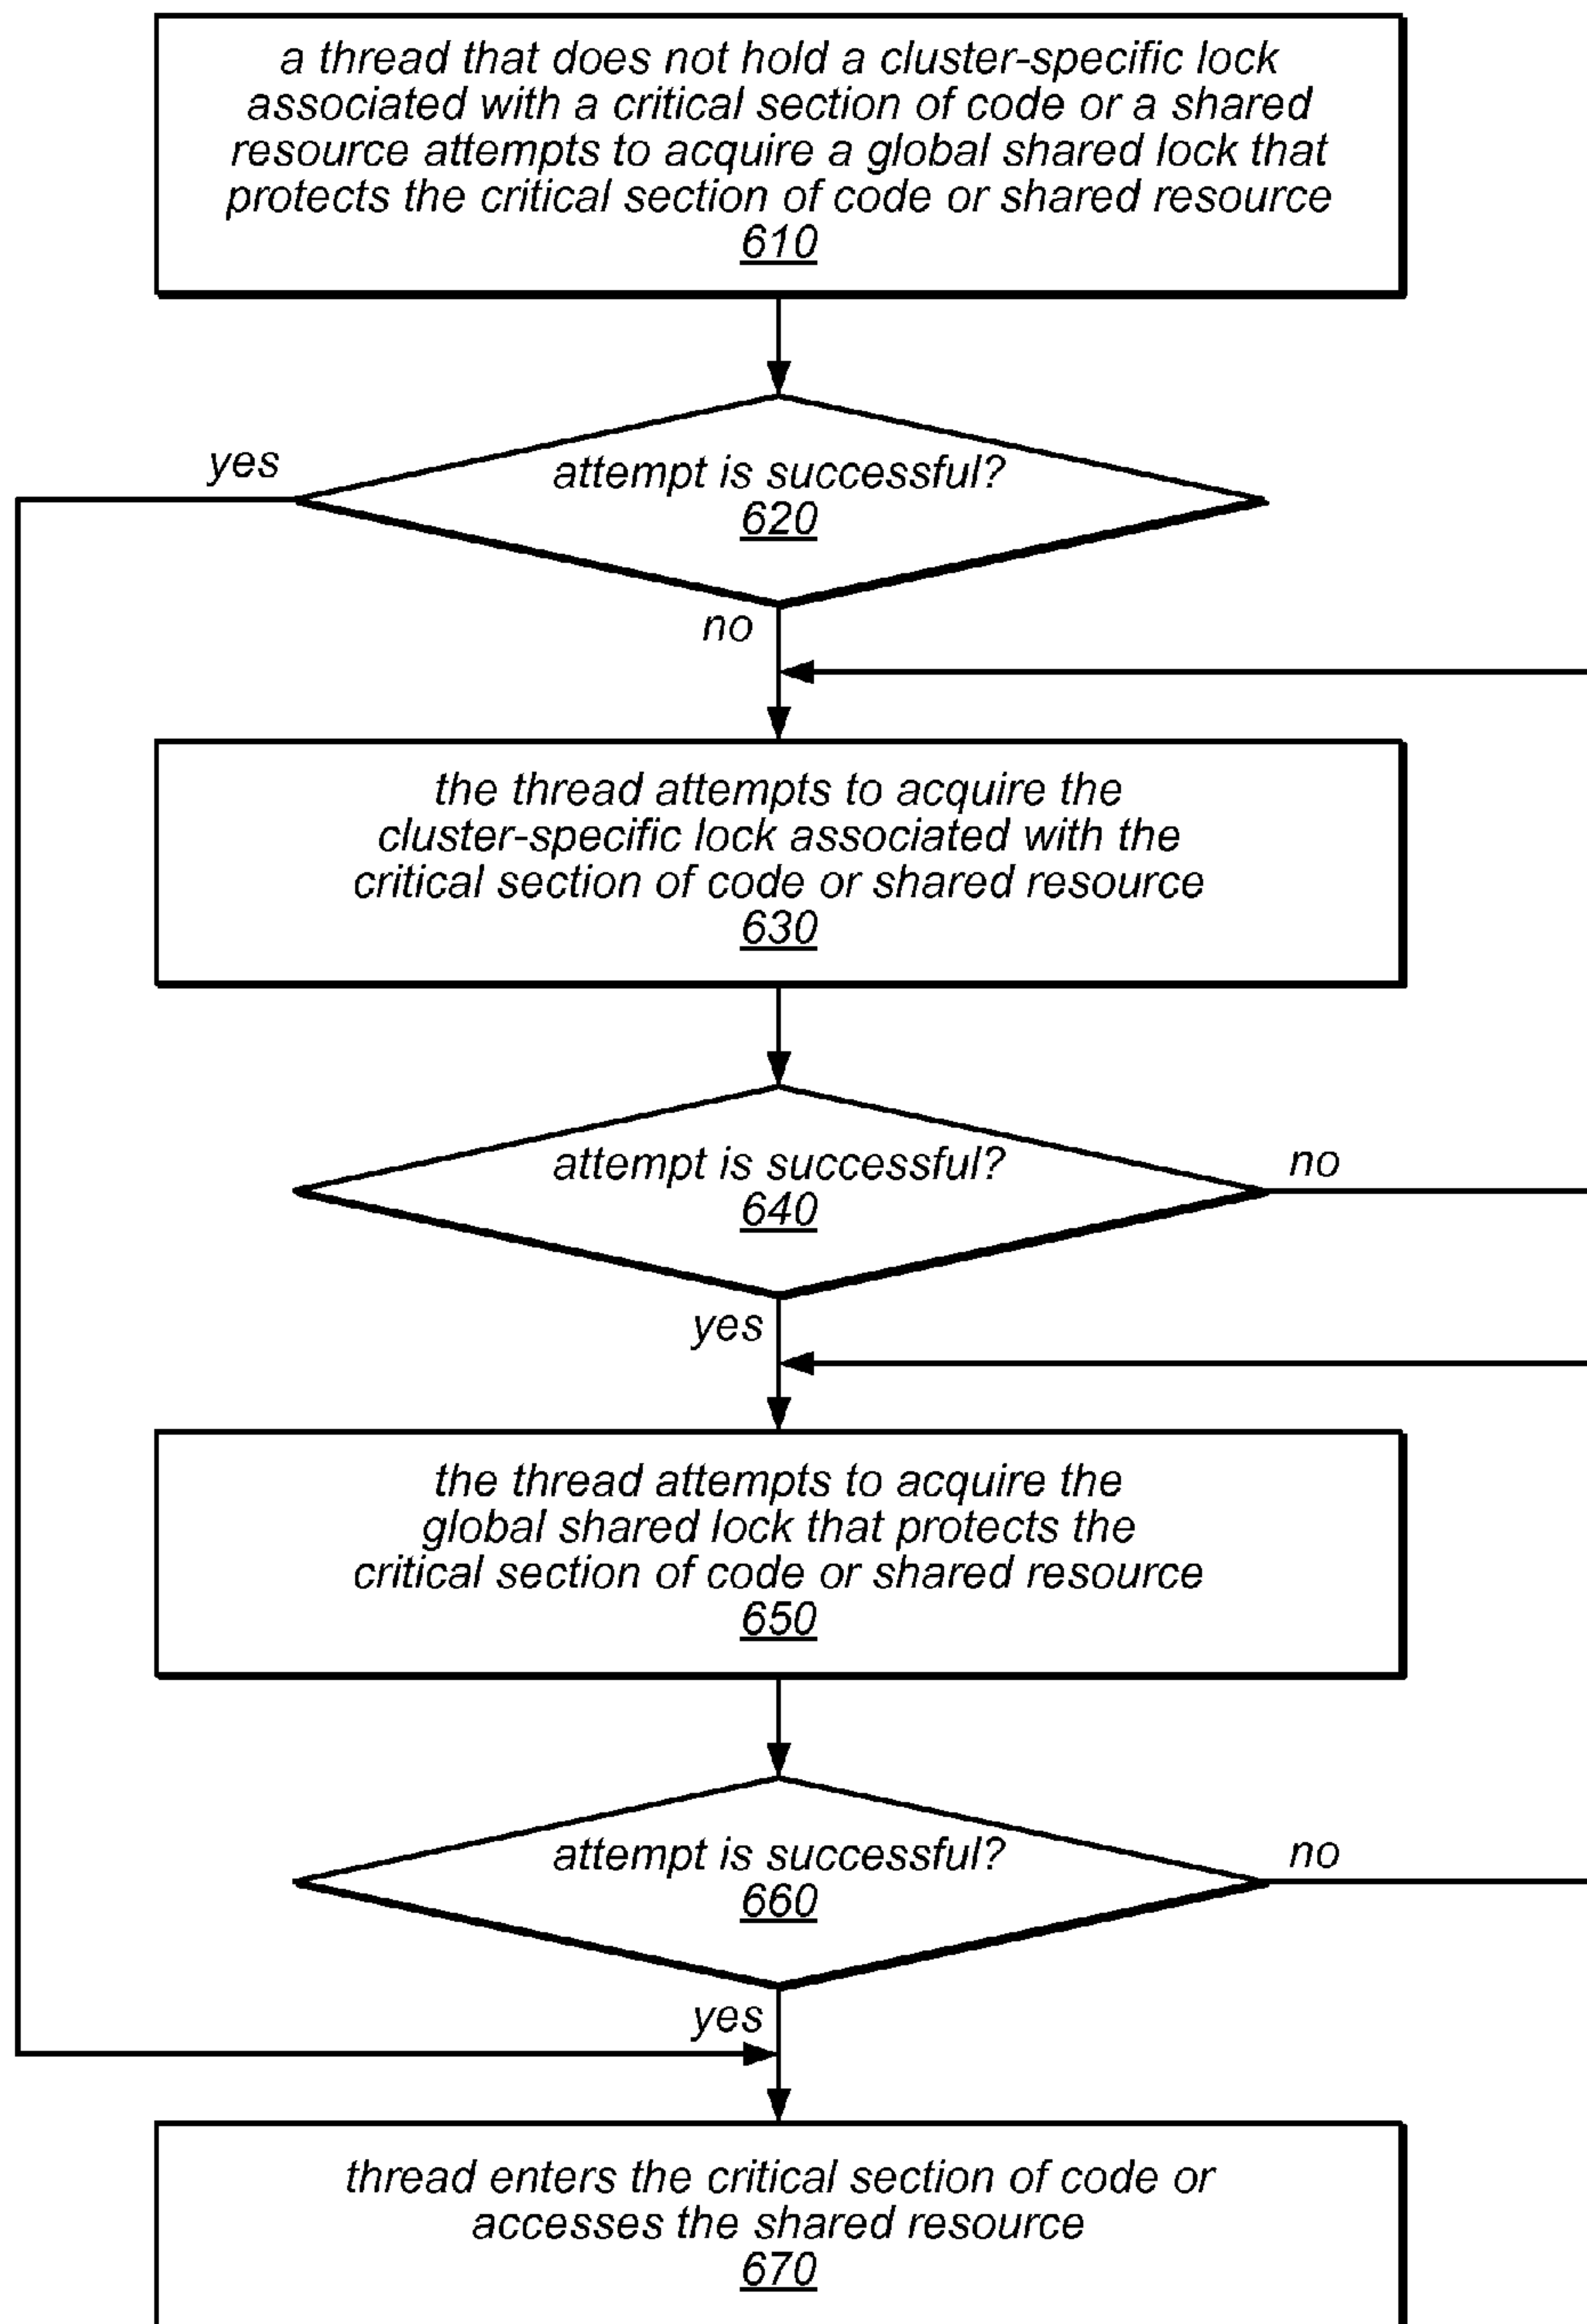 a thread that does not hold a cluster-specific lock
associated with a critical section of code or a shared
resource attempts to acquire a global shared lock that
protects the critical section of code or shared resource
610
yes
attempt is successful?
620
no
the thread attempts to acquire the
cluster-specific lock associated with the
critical section of code or shared resource
630
attempt is successful?
640
no
yes
the thread attempts to acquire the
global shared lock that protects the
critical section of code or shared resource
650
attempt is successful?
660
no
yes
thread enters the critical section of code or
accesses the shared resource
670